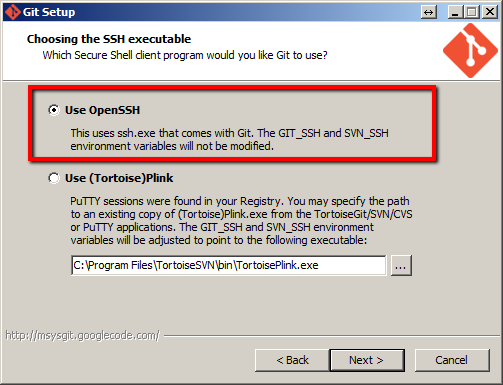 Git Setup
Choosing the SSH executable
Which Secure Shell client program would you like Git to use?
Use OpenSSH
This uses ssh.exe that comes with Git. The GIT_SSH and SVN_SSH
environment variables will not be modified.
Use (Tortoise)Plink
PuTTY sessions were found in your Registry. You may specify the path
to an existing copy of (Tortoise)Plink.exe from the TortoiseGit/SVN/CVS
or PuTTY applications. The GIT_SSH and SVN_SSH environment
variables will be adjusted to point to the following executable:
C:\Program Files\TortoiseSVN\bin\TortoisePlink.exe
...
http://msysgit.googlecode.com/
< Back
Next >
Cancel